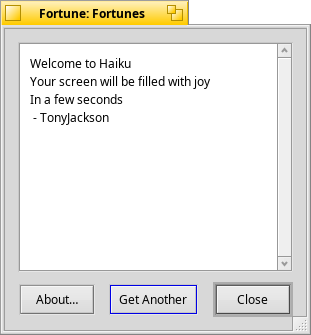 Fortune: Fortunes
Welcome to Haiku
Your screen will be filled with joy
In a few seconds
- TonyJackson
About...
Get Another
Close